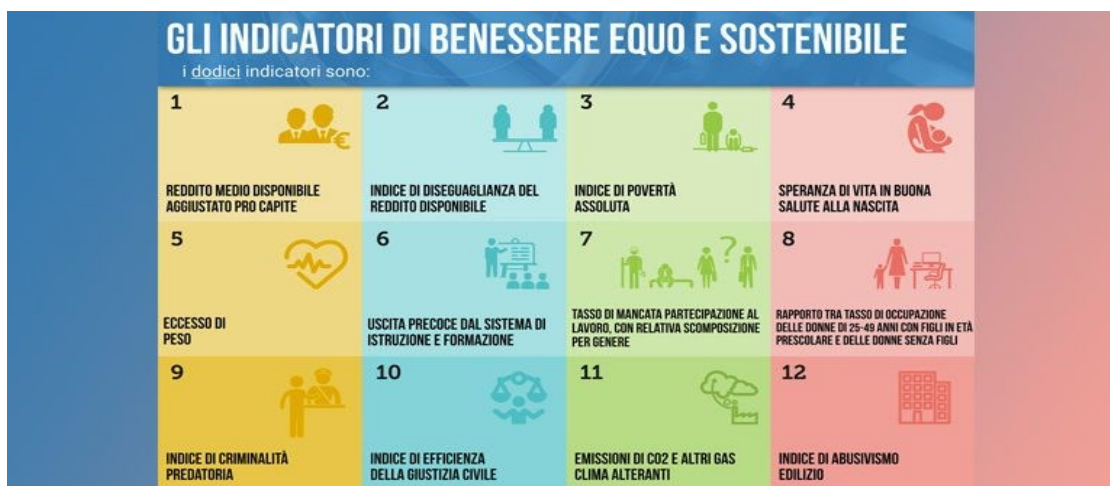 GLI INDICATORI DI BENESSERE EQUO E SOSTENIBILE
i dodici indicatori sono:
1
REDDITO MEDIO DISPONIBILE
AGGIUSTATO PRO CAPITE
2
INDICE DI DISEGUAGLIANZA DEL
REDDITO DISPONIBILE
3
INDICE DI POVERTÀ
ASSOLUTA
4
SPERANZA DI VITA IN BUONA
SALUTE ALLA NASCITA
5
ECCESSO DI
PESO
6
USCITA PRECOCE DAL SISTEMA DI
ISTRUZIONE E FORMAZIONE
7
?
TASSO DI MANCATA PARTECIPAZIONE AL
LAVORO, CON RELATIVA SCOMPOSIZIONE
PER GENERE
8
RAPPORTO TRA TASSO DI OCCUPAZIONE
DELLE DONNE DI 25-49 ANNI CON FIGLI IN ETÀ
PRESCOLARE E DELLE DONNE SENZA FIGLI
9
INDICE DI CRIMINALITÀ
PREDATORIA
10
INDICE DI EFFICIENZA
DELLA GIUSTIZIA CIVILE
11
EMISSIONI DI CO2 E ALTRI GAS
CLIMA ALTERANTI
12
INDICE DI ABUSIVISMO
EDILIZIO